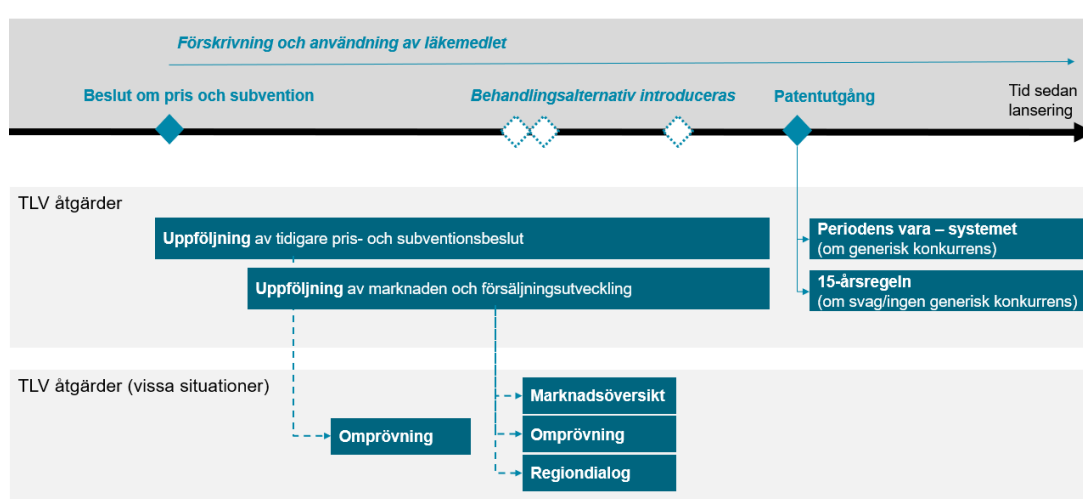 Förskrivning och användning av läkemedlet
Beslut om pris och subvention
Behandlingsalternativ introduceras
Patentutgång
Tid sedan
lansering
TLV åtgärder
Uppföljning av tidigare pris- och subventionsbeslut
Periodens vara – systemet
(om generisk konkurrens)
Uppföljning av marknaden och försäljningsutveckling
15-årsregeln
(om svag/ingen generisk konkurrens)
TLV åtgärder (vissa situationer)
Marknadsöversikt
Omprövning
Omprövning
Regiondialog